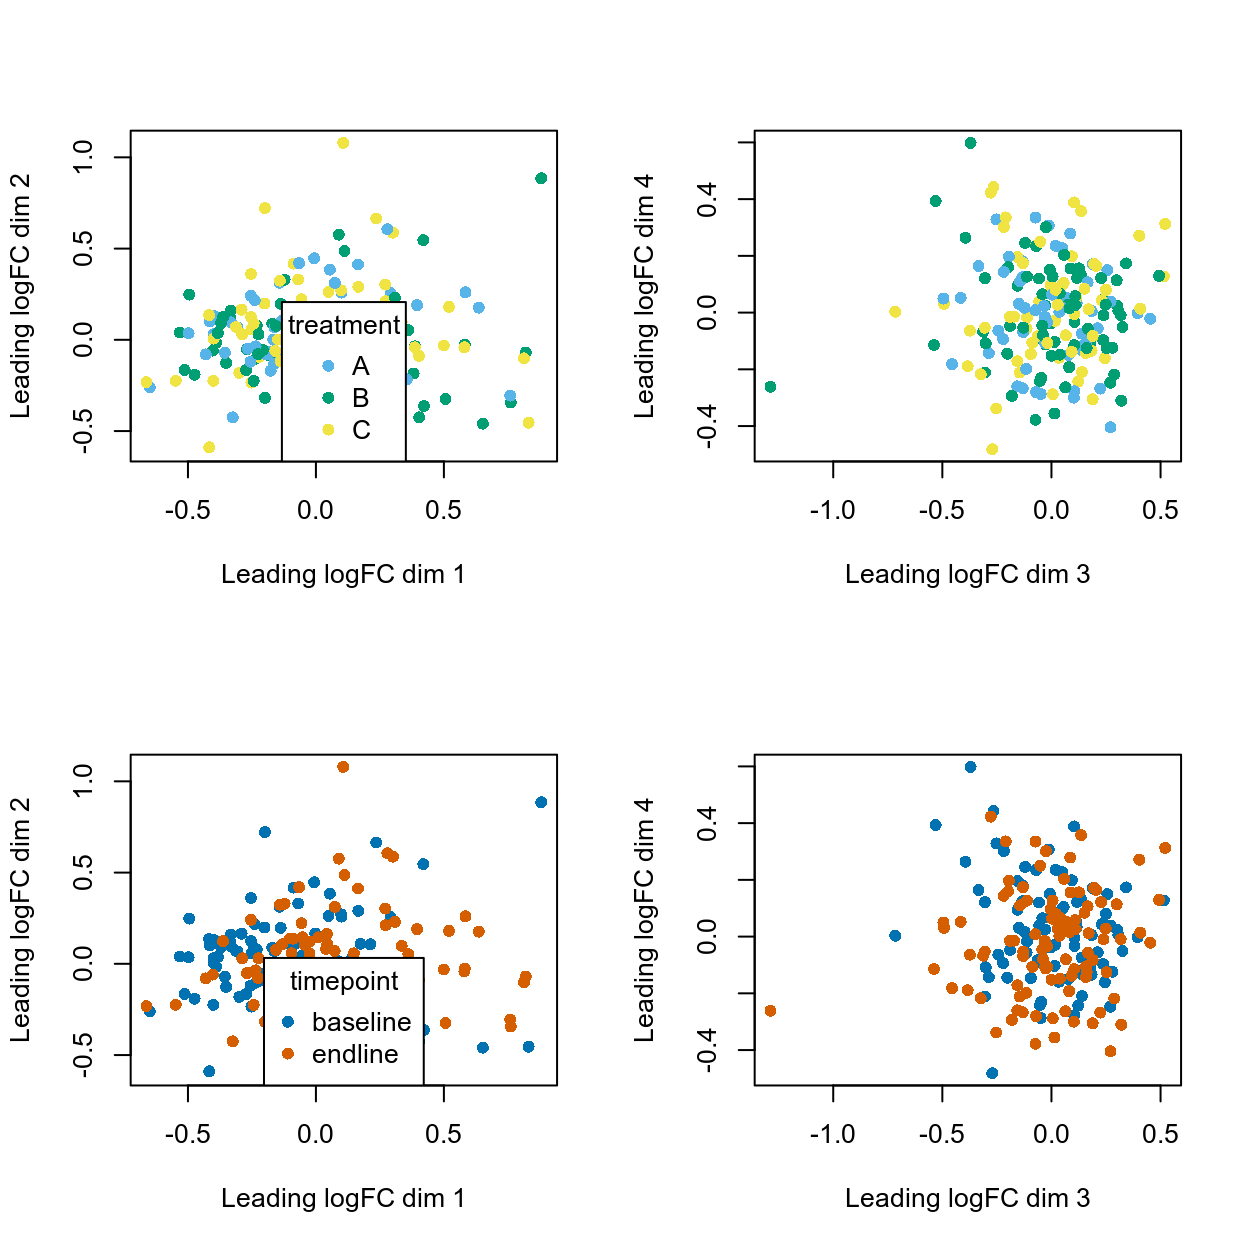 Leading logFC dim 2
1.0
0.5
0.0
-0.5
treatment
A
B
C
-0.5 0.0 0.5
Leading logFC dim 1
Leading logFC dim 4
0.4
0.0
-0.4
-1.0 -0.5 0.0 0.5
Leading logFC dim 3
Leading logFC dim 2
1.0
0.5
0.0
-0.5
timepoint
baseline
endline
-0.5 0.0 0.5
Leading logFC dim 1
Leading logFC dim 4
0.4
0.0
-0.4
-1.0 -0.5 0.0 0.5
Leading logFC dim 3